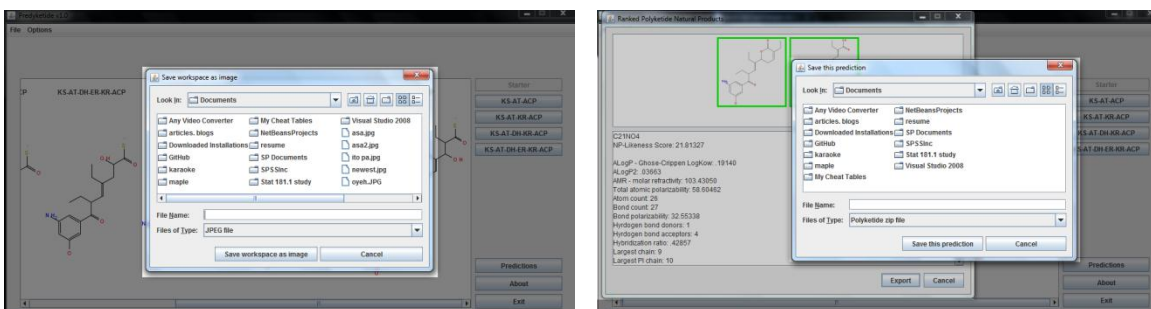 Predyketide v1.0
File Options
KS-AT-DH-ER-KR-ACP
Starter
KS-AT-ACP
KS-AT-KR-ACP
KS-AT-DH-KR-ACP
KS-AT-DH-ER-KR-ACP
Predictions
About
Exit
Save workspace as image
Look In: Documents
Any Video Converter
articles. blogs
Downloaded Installations
GitHub
karaoke
maple
My Cheat Tables
NetBeansProjects
resume
SP Documents
SPSSInc
Stat 181.1 study
Visual Studio 2008
asa.jpg
asa2.jpg
ito pa.jpg
newest.jpg
oyeh.JPG
File Name:
Files of Type: JPEG file
Save workspace as image Cancel
Ranked Polyketide Natural Products
C21NO4
NP-Likeness Score: 21.81327
ALogP - Ghose-Crippen LogKow: .19140
ALogP2: .03663
AMR - molar refractivity: 103.43050
Total atomic polarizability: 58.60492
Atom count: 26
Bond count: 27
Bond polarizability: 32.55338
Hyrdogen bond donors: 1
Hyrdogen bond acceptors: 4
Hybridization ratio: .42857
Largest chain: 9
Largest PI chain: 10
Export Cancel
Save this prediction
Look In: Documents
Any Video Converter
articles. blogs
Downloaded Installations
GitHub
karaoke
maple
My Cheat Tables
NetBeansProjects
resume
SP Documents
SPSSInc
Stat 181.1 study
Visual Studio 2008
File Name:
Files of Type: Polyketide zip file
Save this prediction Cancel
Starter
KS-AT-ACP
KS-AT-KR-ACP
KS-AT-DH-KR-ACP
KS-AT-DH-ER-KR-ACP
Predictions
About
Exit